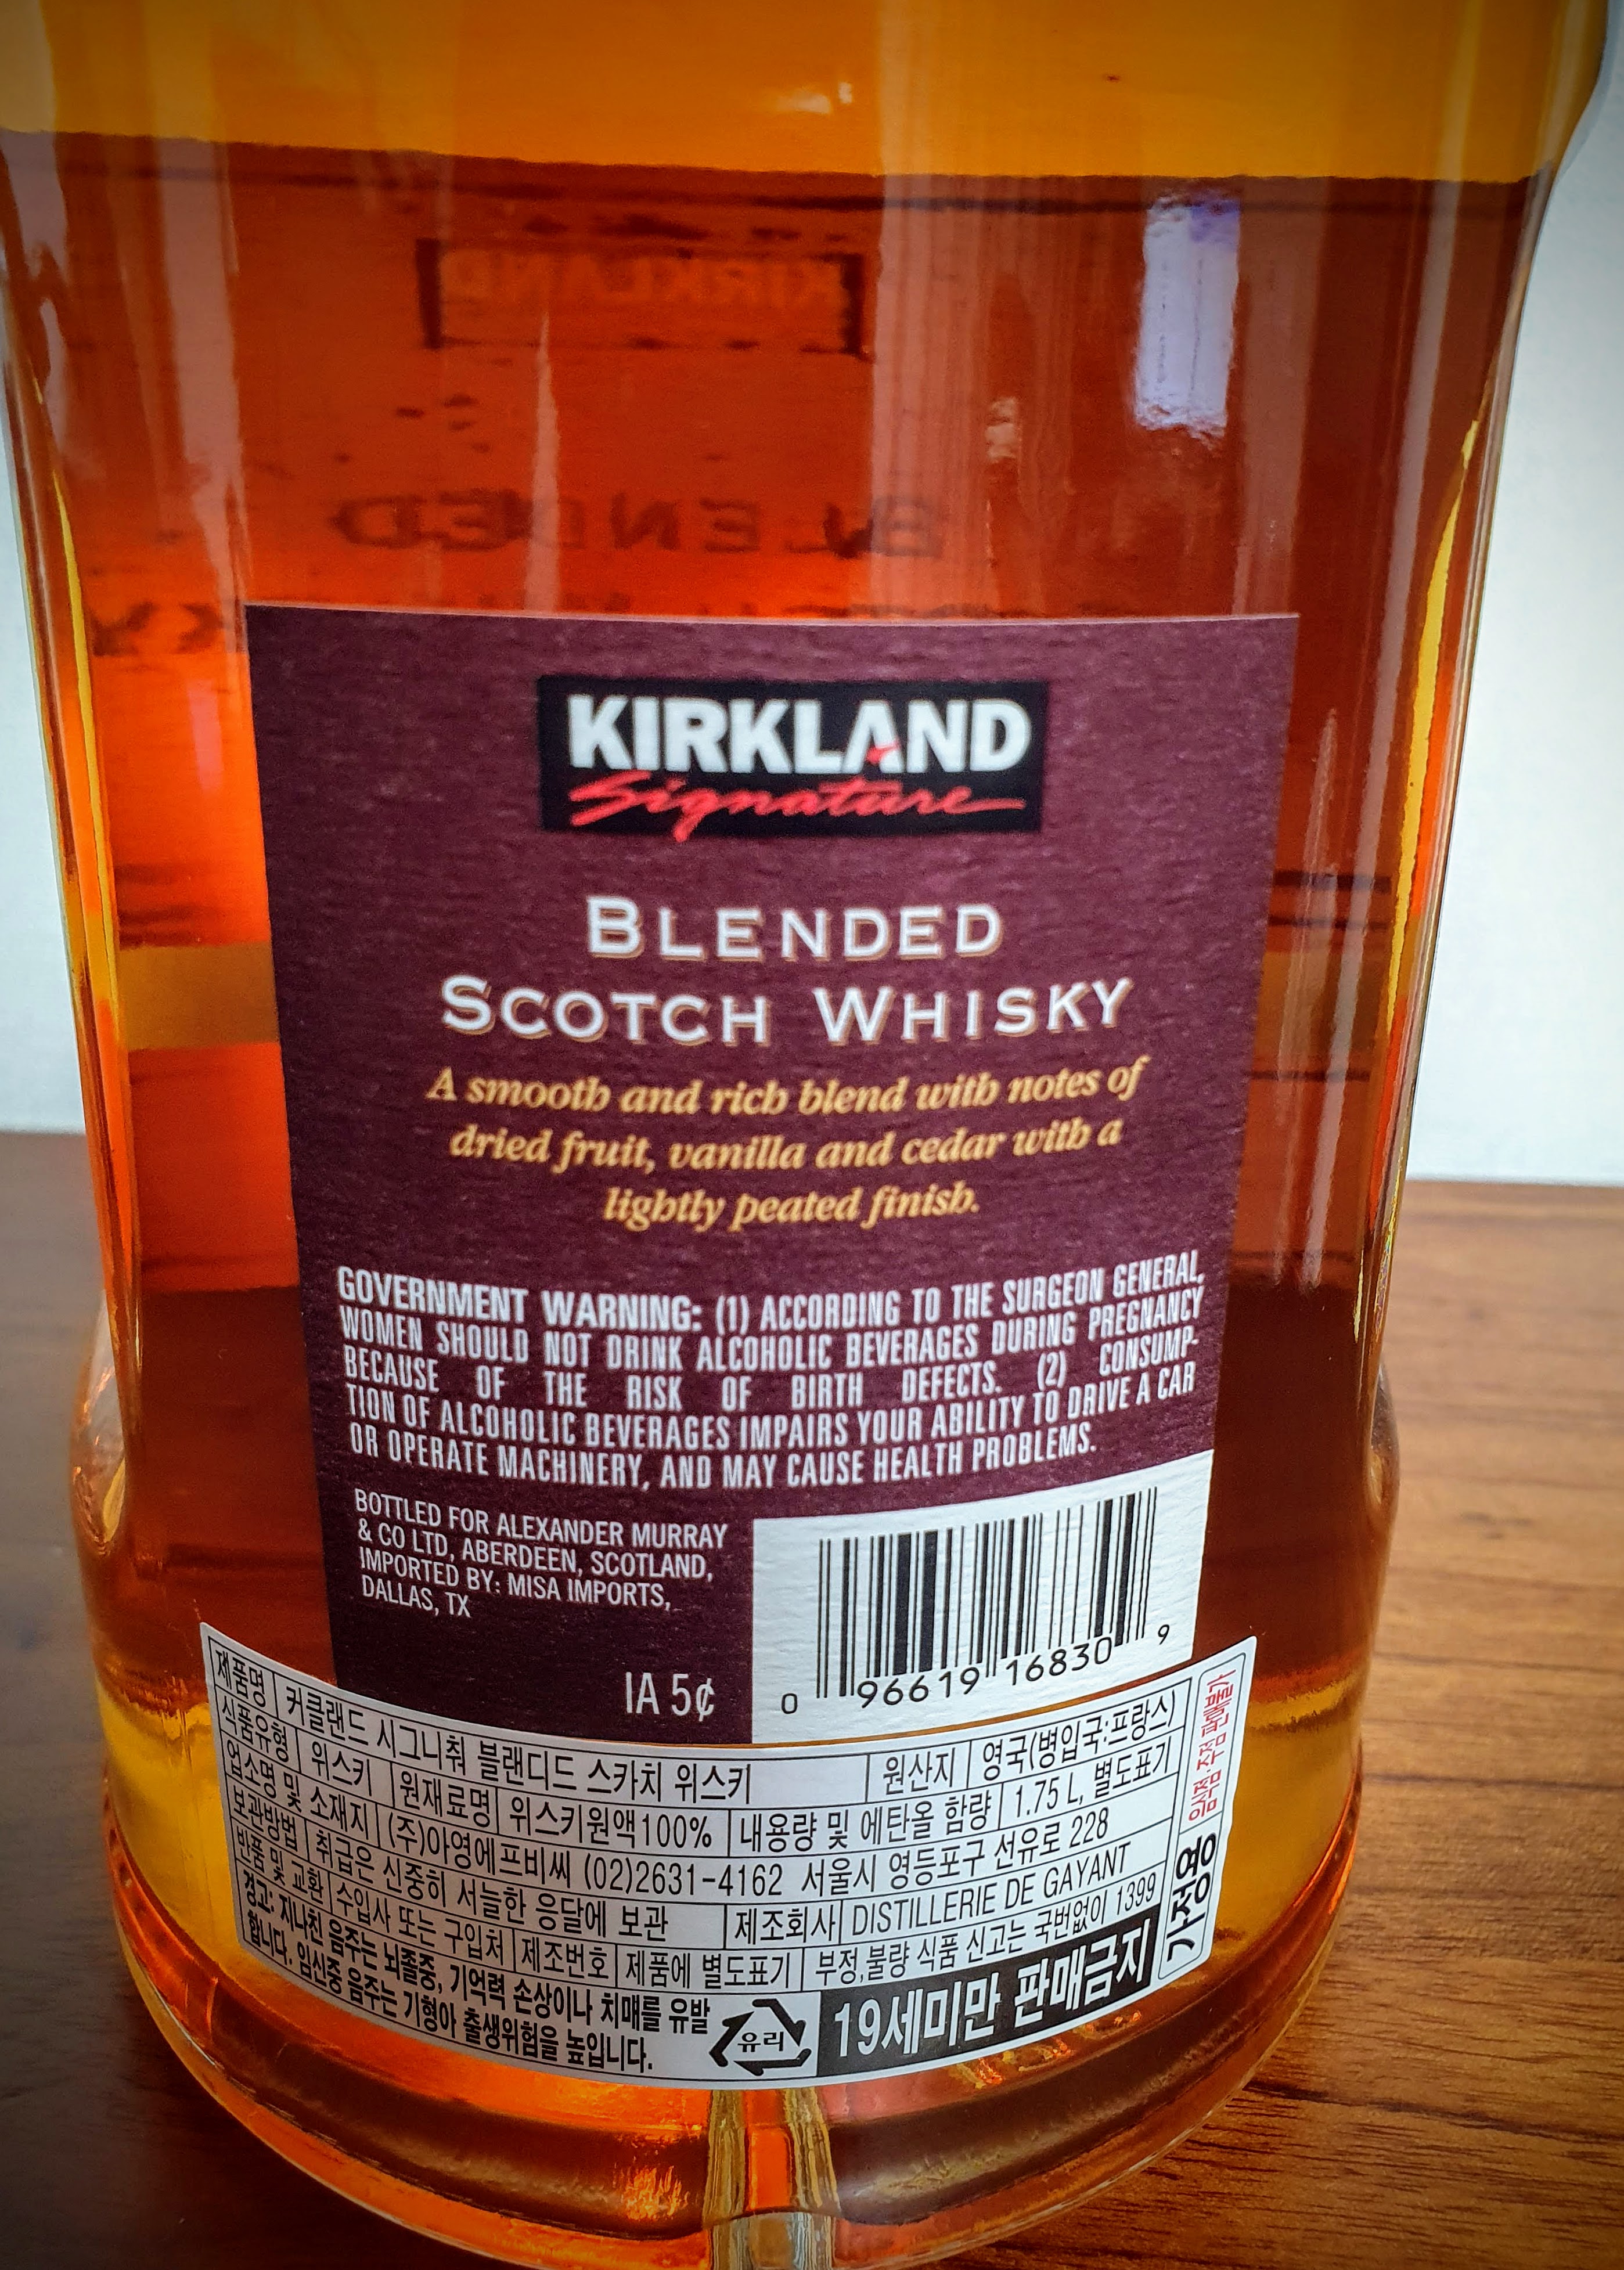 KIRKLAND
BLENDED
KIRKLAND
Signature
BLENDED
SCOTCH WHISKY
A smooth and rich blend with notes of
dried fruit, vanilla and cedar with a
lightly peated finish.
GOVERNMENT WARNING: (1) ACCORDING TO THE SURGEON GENERAL,
WOMEN SHOULD NOT DRINK ALCOHOLIC BEVERAGES DURING PREGNANCY
BECAUSE OF THE RISK OF BIRTH DEFECTS. (2) CONSUMP-
TION OF ALCOHOLIC BEVERAGES IMPAIRS YOUR ABILITY TO DRIVE A CAR
OR OPERATE MACHINERY, AND MAY CAUSE HEALTH PROBLEMS.
BOTTLED FOR ALEXANDER MURRAY
& CO LTD, ABERDEEN, SCOTLAND,
IMPORTED BY: MISA IMPORTS,
DALLAS, TX
IA 5¢
0 96619 16830 9
제품명 커클랜드 시그니춰 블랜디드 스카치 위스키 원산지 영국(병입국:프랑스)
식품유형 위스키 원재료명 위스키원액100% 내용량 및 에탄올 함량 1.75 L, 별도표기
업소명 및 소재지 (주)아영에프비씨 (02)2631-4162 서울시 영등포구 선유로 228
보관방법 취급은 신중히 서늘한 응달에 보관 제조회사 DISTILLERIE DE GAYANT
반품 및 교환 수입사 또는 구입처 제조번호 제품에 별도표기 부정,불량 식품 신고는 국번없이 1399
경고: 지나친 음주는 뇌졸중, 기억력 손상이나 치매를 유발
합니다. 임신중 음주는 기형아 출생위험을 높입니다.
유리
19세미만 판매금지
가정용
음식점·주점 판매불가